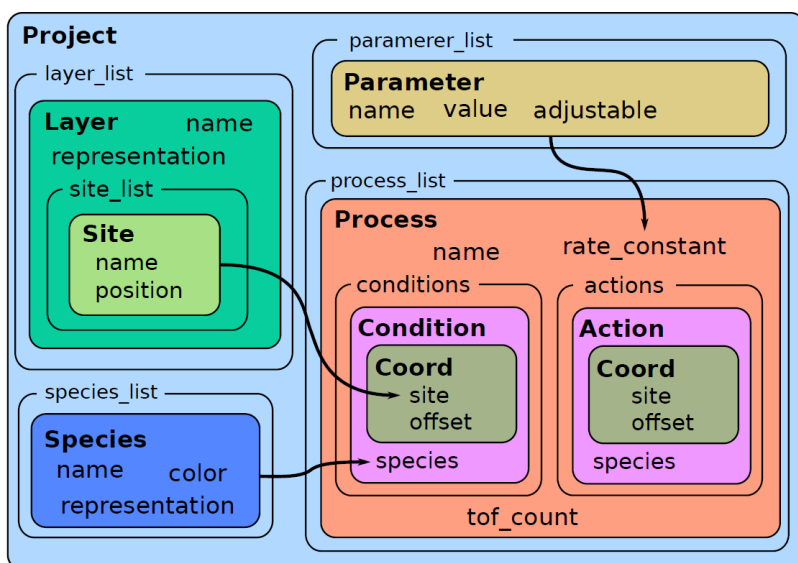 Project
layer_list
Layer name
representation
site_list
Site
name
position
species_list
Species
name color
representation
paramerer_list
Parameter
name value adjustable
process_list
Process
name rate_constant
conditions
Condition
Coord
site
offset
species
actions
Action
Coord
site
offset
species
tof_count